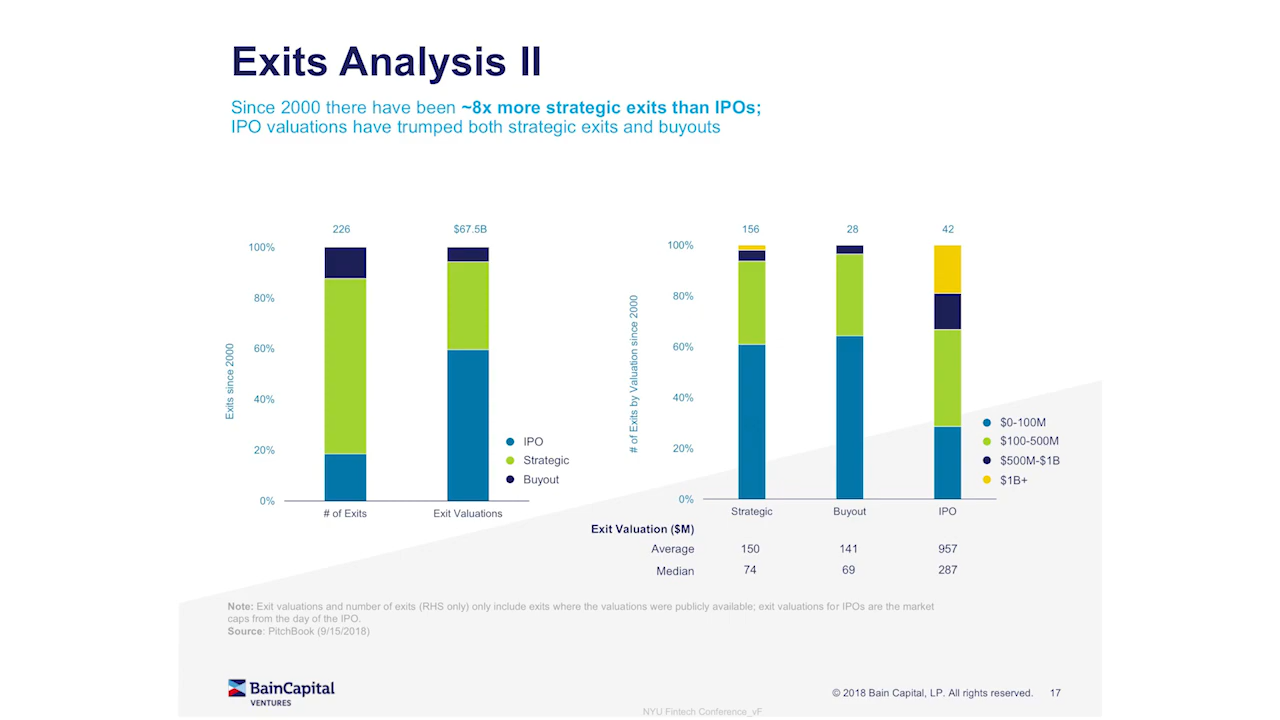 Exits Analysis II
Since 2000 there have been ~8x more strategic exits than IPOs;
IPO valuations have trumped both strategic exits and buyouts
226 $67.5B
100%
80%
60%
40%
20%
0%
Exits since 2000
# of Exits Exit Valuations
IPO
Strategic
Buyout
156 28 42
100%
80%
60%
40%
20%
0%
# of Exits by Valuation since 2000
Strategic Buyout IPO
$0-100M
$100-500M
$500M-$1B
$1B+
Exit Valuation ($M)
Average 150 141 957
Median 74 69 287
Note: Exit valuations and number of exits (RHS only) only include exits where the valuations were publicly available; exit valuations for IPOs are the market
caps from the day of the IPO.
Source: PitchBook (9/15/2018)
BainCapital
VENTURES
© 2018 Bain Capital, LP. All rights reserved. 17
NYU Fintech Conference_vF